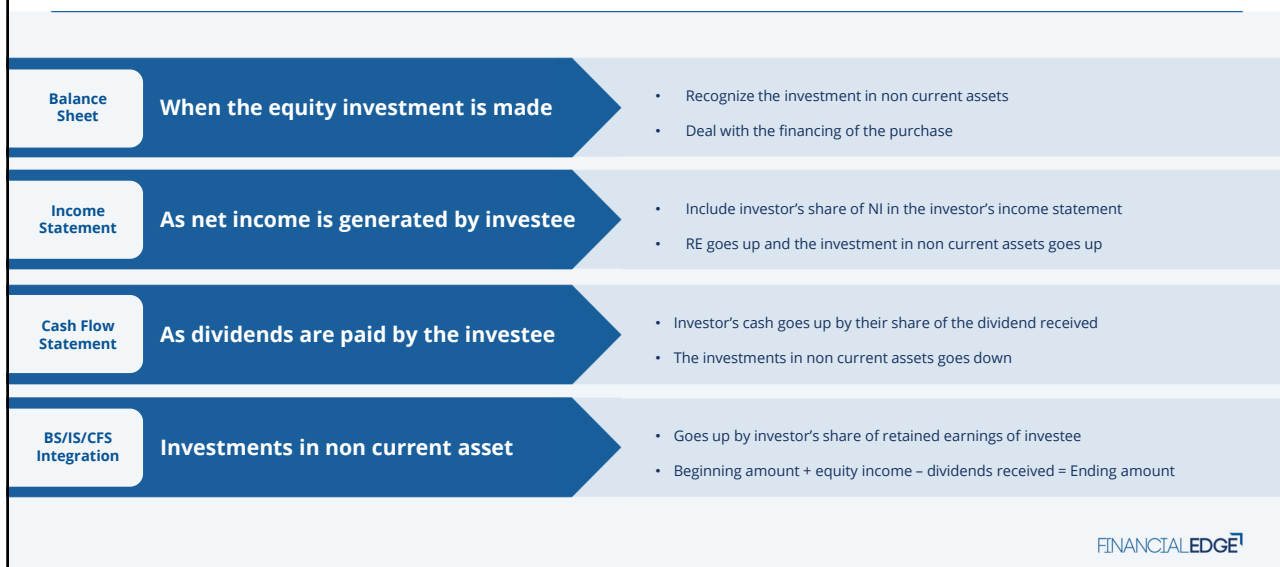 Balance
Sheet
When the equity investment is made
• Recognize the investment in non current assets
• Deal with the financing of the purchase
Income
Statement
As net income is generated by investee
• Include investor's share of NI in the investor's income statement
• RE goes up and the investment in non current assets goes up
Cash Flow
Statement
As dividends are paid by the investee
• Investor's cash goes up by their share of the dividend received
• The investments in non current assets goes down
BS/IS/CFS
Integration
Investments in non current asset
• Goes up by investor's share of retained earnings of investee
• Beginning amount + equity income – dividends received = Ending amount
FINANCIALEDGE